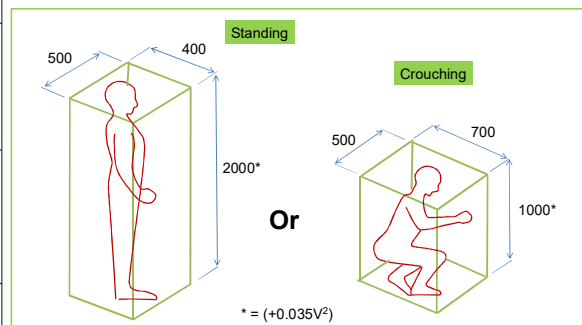 Standing
500
400
2000*
Or
Crouching
500
700
1000*
* = (+0.035V²)